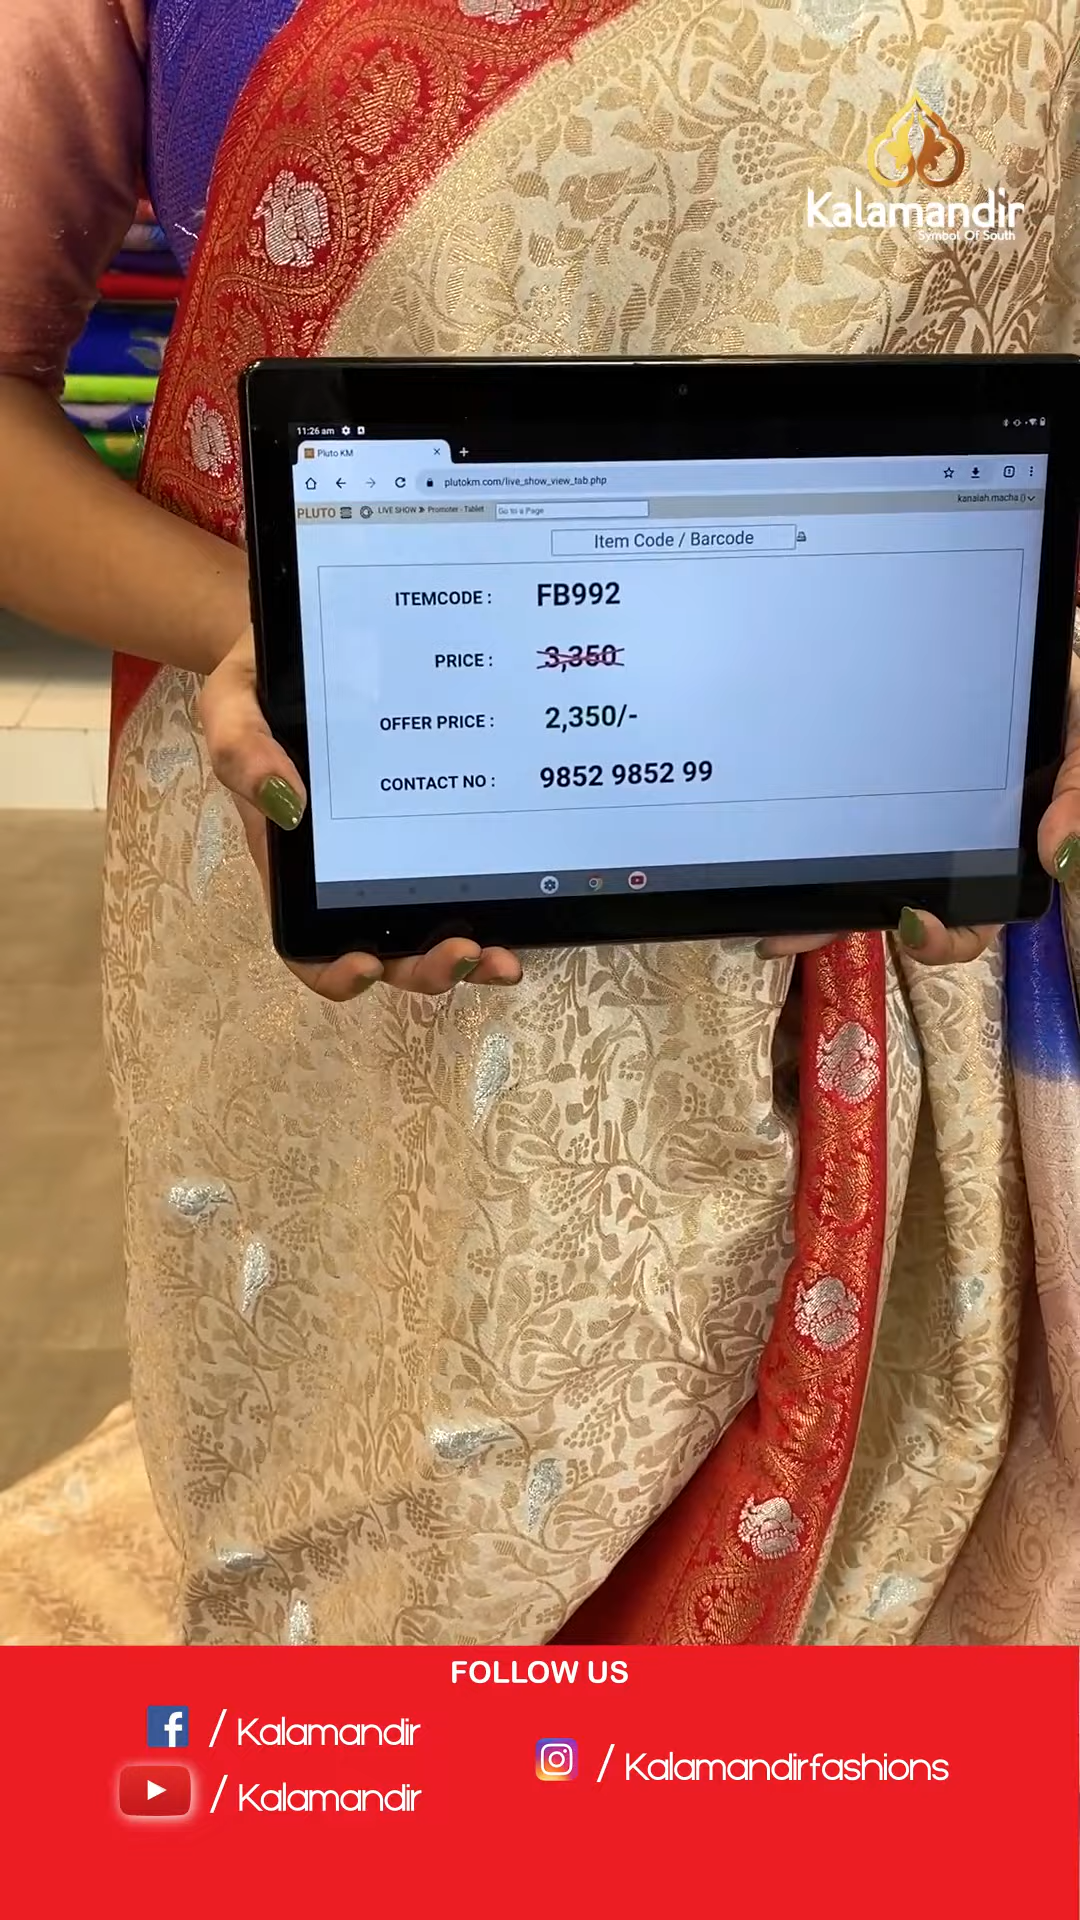 Kalamandir
Symbol Of South
11:26 am
Pluto KM
plutokm.com/live_show_view_tab.php
kanaiah.macha ()
PLUTO
LIVE SHOW
Promoter - Tablet
Go to a Page
Item Code / Barcode
ITEMCODE : FB992
PRICE : 3,350
OFFER PRICE : 2,350/-
CONTACT NO : 9852 9852 99
FOLLOW US
/ Kalamandir
/ Kalamandirfashions
/ Kalamandir